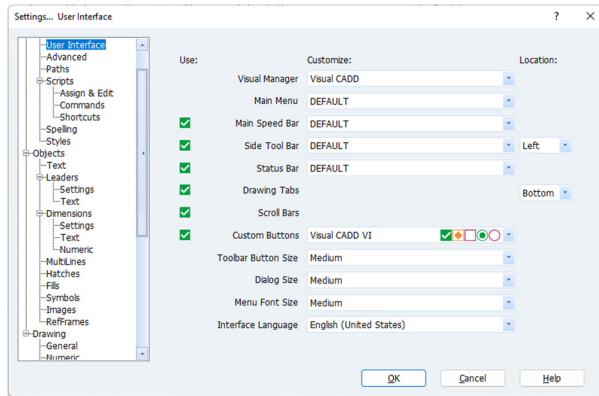 Settings... User Interface
?
User Interface
Advanced
Paths
Scripts
Assign & Edit
Commands
Shortcuts
Spelling
Styles
Objects
Text
Leaders
Settings
Text
Dimensions
Settings
Text
Numeric
MultiLines
Hatches
Fills
Symbols
Images
RefFrames
Drawing
General
Numeric
Use: Customize: Location:
Visual Manager Visual CADD
Main Menu DEFAULT
Main Speed Bar DEFAULT
Side Tool Bar DEFAULT Left
Status Bar DEFAULT
Drawing Tabs Bottom
Scroll Bars
Custom Buttons Visual CADD VI
Toolbar Button Size Medium
Dialog Size Medium
Menu Font Size Medium
Interface Language English (United States)
OK Cancel Help